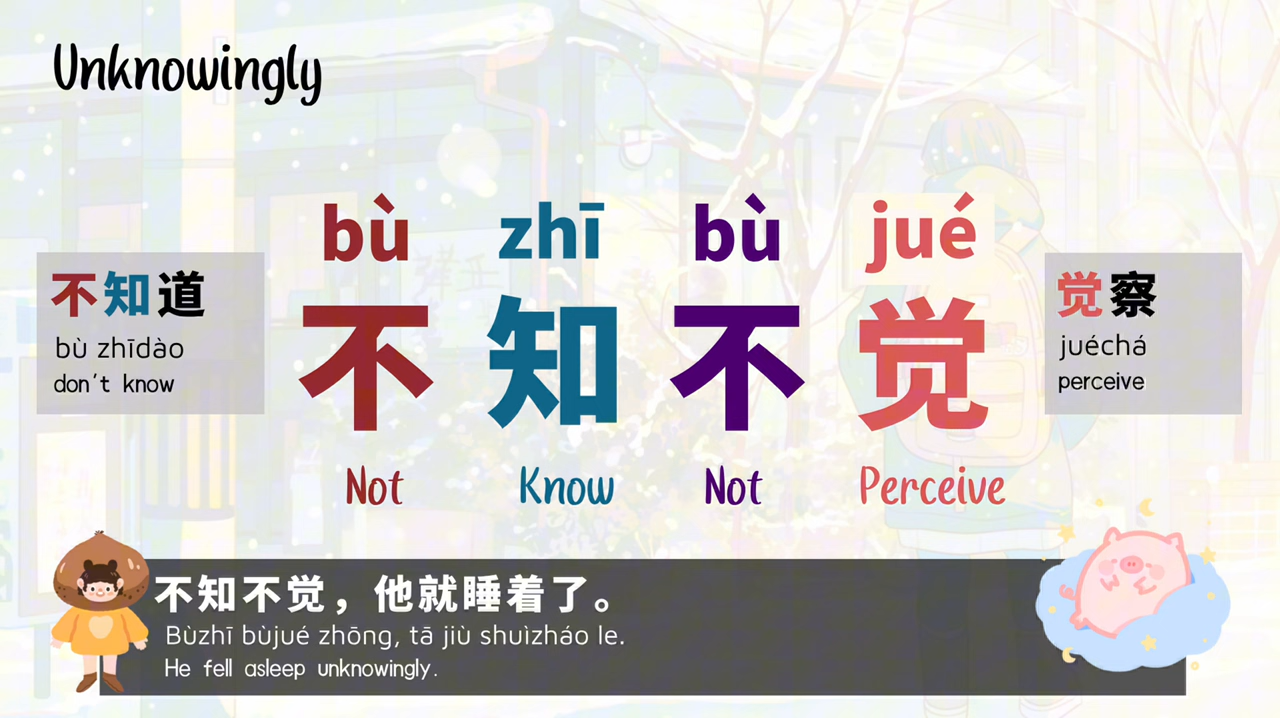 Unknowingly
bù zhī bù jué
不知不觉
Not Know Not Perceive
不知道
bù zhīdào
don't know
觉察
juéchá
perceive
不知不觉，他就睡着了。
Bùzhī bùjué zhōng, tā jiù shuìzháo le.
He fell asleep unknowingly.